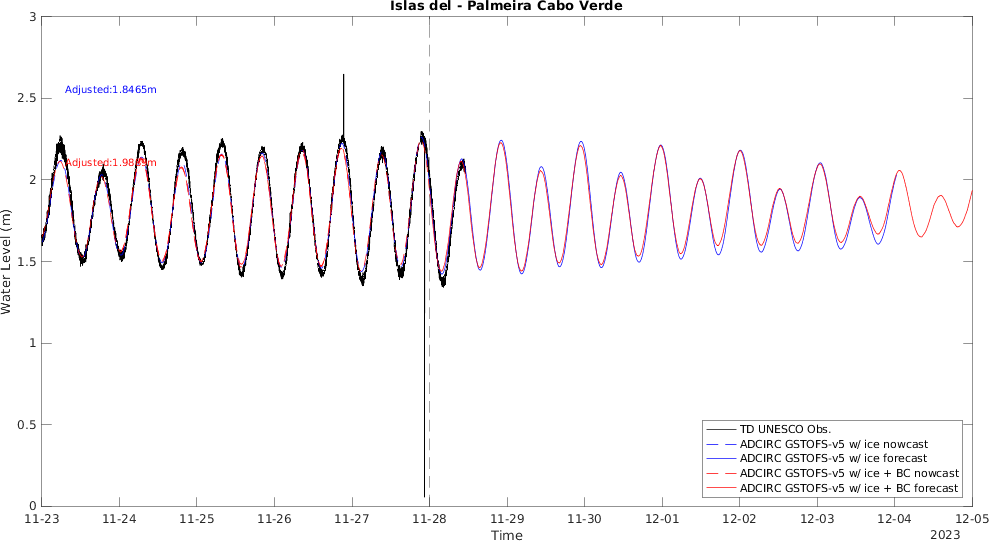 Islas del - Palmeira Cabo Verde
3
2.5
2
1.5
1
0.5
0
Water Level (m)
Adjusted:1.8465m
TD UNESCO Obs.
ADCIRC GSTOFS-v5 w/ ice nowcast
ADCIRC GSTOFS-v5 w/ ice forecast
ADCIRC GSTOFS-v5 w/ ice + BC nowcast
ADCIRC GSTOFS-v5 w/ ice + BC forecast
11-23 11-24 11-25 11-26 11-27 11-28 11-29 11-30 12-01 12-02 12-03 12-04 12-05
Time
2023